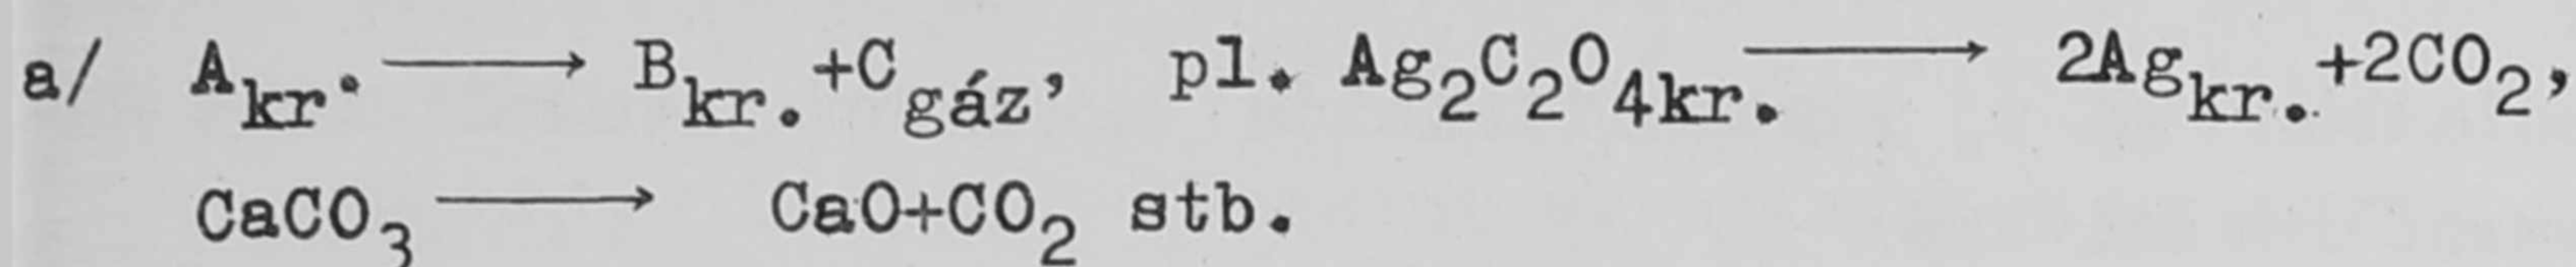 a/ A_kr. ⟶ B_kr. +C_gáz, pl. Ag₂C₂O₄kr. ⟶ 2Ag_kr. +2CO₂,
CaCO₃ ⟶ CaO+CO₂ stb.